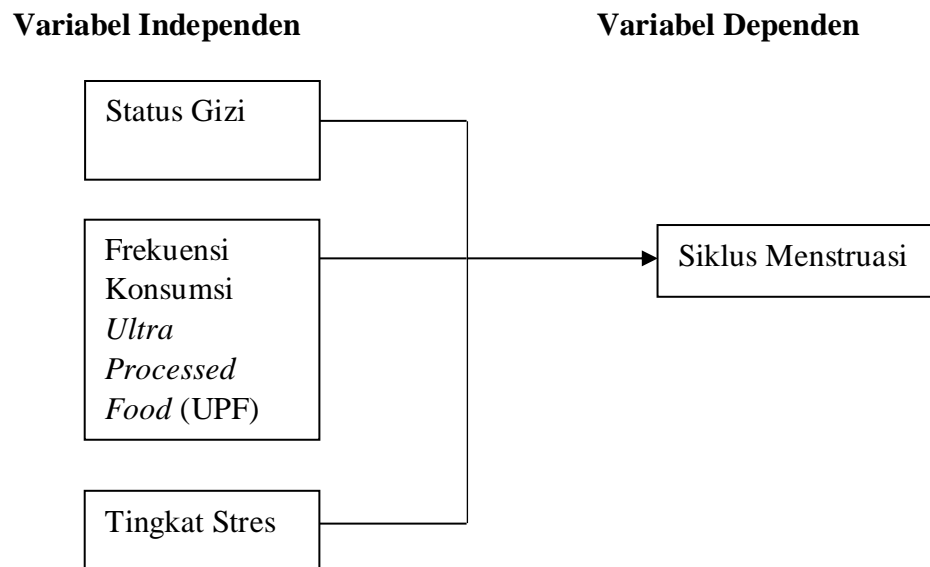 Variabel Independen
Variabel Dependen
Status Gizi
Frekuensi
Konsumsi
Ultra
Processed
Food (UPF)
Siklus Menstruasi
Tingkat Stres